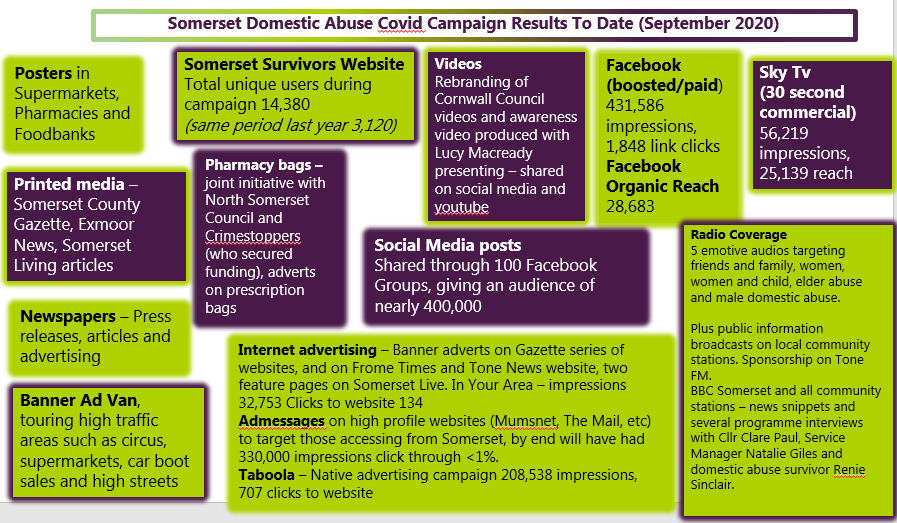 Somerset Domestic Abuse Covid Campaign Results To Date (September 2020)
Posters in
Supermarkets,
Pharmacies and
Foodbanks
Somerset Survivors Website
Total unique users during
campaign 14,380
(same period last year 3,120)
Videos
Rebranding of
Cornwall Council
videos and awareness
video produced with
Lucy Macready
presenting – shared
on social media and
youtube
Facebook
(boosted/paid)
431,586
impressions,
1,848 link clicks
Facebook
Organic Reach
28,683
Sky Tv
(30 second
commercial)
56,219
impressions,
25,139 reach
Printed media –
Somerset County
Gazette, Exmoor
News, Somerset
Living articles
Pharmacy bags –
joint initiative with
North Somerset
Council and
Crimestoppers
(who secured
funding), adverts
on prescription
bags
Social Media posts
Shared through 100 Facebook
Groups, giving an audience of
nearly 400,000
Radio Coverage
5 emotive audios targeting
friends and family, women,
women and child, elder abuse
and male domestic abuse.
Plus public information
broadcasts on local community
stations. Sponsorship on Tone
FM.
BBC Somerset and all community
stations – news snippets and
several programme interviews
with Cllr Clare Paul, Service
Manager Natalie Giles and
domestic abuse survivor Renie
Sinclair.
Newspapers – Press
releases, articles and
advertising
Internet advertising – Banner adverts on Gazette series of
websites, and on Frome Times and Tone News website, two
feature pages on Somerset Live. In Your Area – impressions
32,753 Clicks to website 134
Admessages on high profile websites (Mumsnet, The Mail, etc)
to target those accessing from Somerset, by end will have had
330,000 impressions click through <1%.
Taboola – Native advertising campaign 208,538 impressions,
707 clicks to website
Banner Ad Van,
touring high traffic
areas such as circus,
supermarkets, car boot
sales and high streets